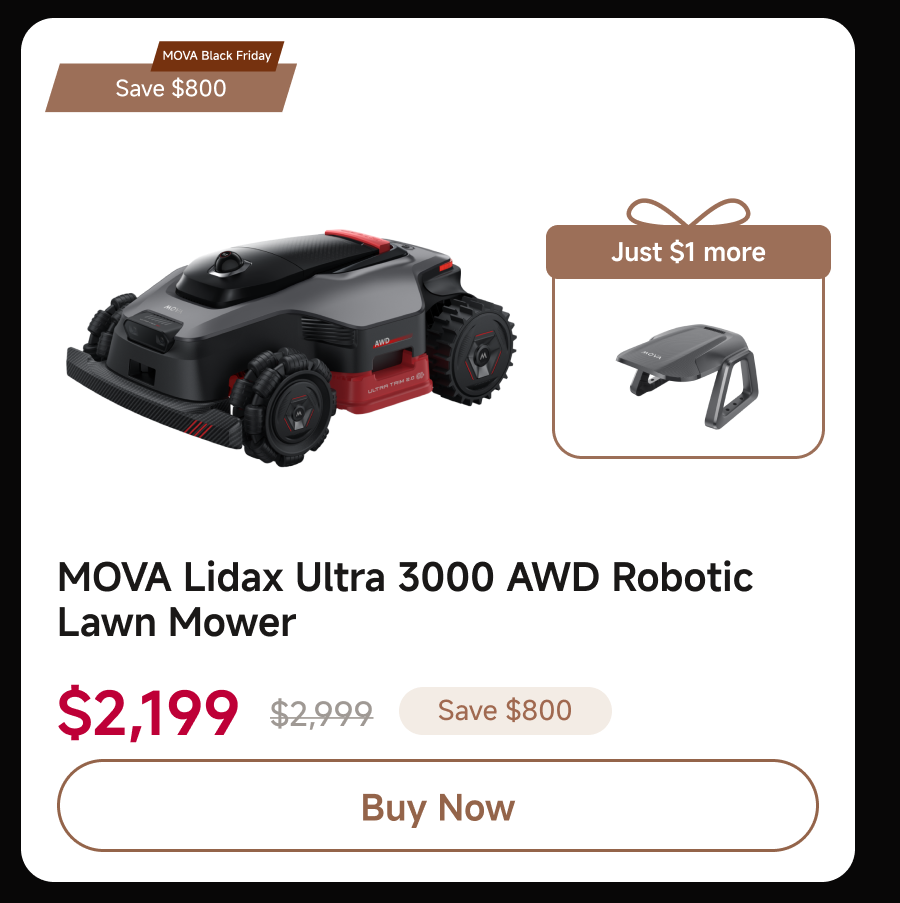 MOVA Black Friday
Save $800
Just $1 more
MOVA
AWD
ULTRA TRIM 2.0
MOVA Lidax Ultra 3000 AWD Robotic
Lawn Mower
$2,199 $2,999 Save $800
Buy Now